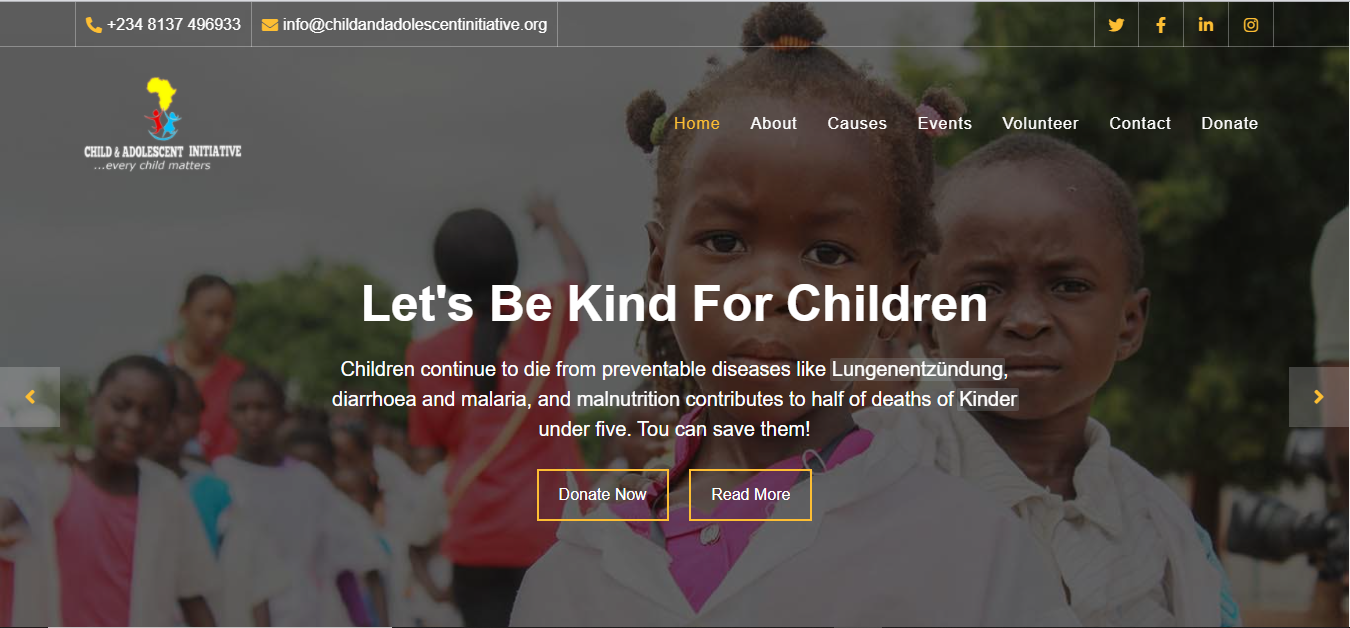 +234 8137 496933
info@childandadolescentinitiative.org
CHILD & ADOLESCENT INITIATIVE
...every child matters
Home
About
Causes
Events
Volunteer
Contact
Donate
Let's Be Kind For Children
Children continue to die from preventable diseases like Lungenentzündung,
diarrhoea and malaria, and malnutrition contributes to half of deaths of Kinder
under five. Tou can save them!
Donate Now
Read More